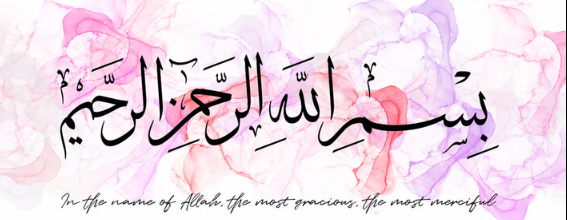 بِسْمِ اللَّهِ الرَّحْمَٰنِ الرَّحِيمِ
In the name of Allah, the most gracious, the most merciful